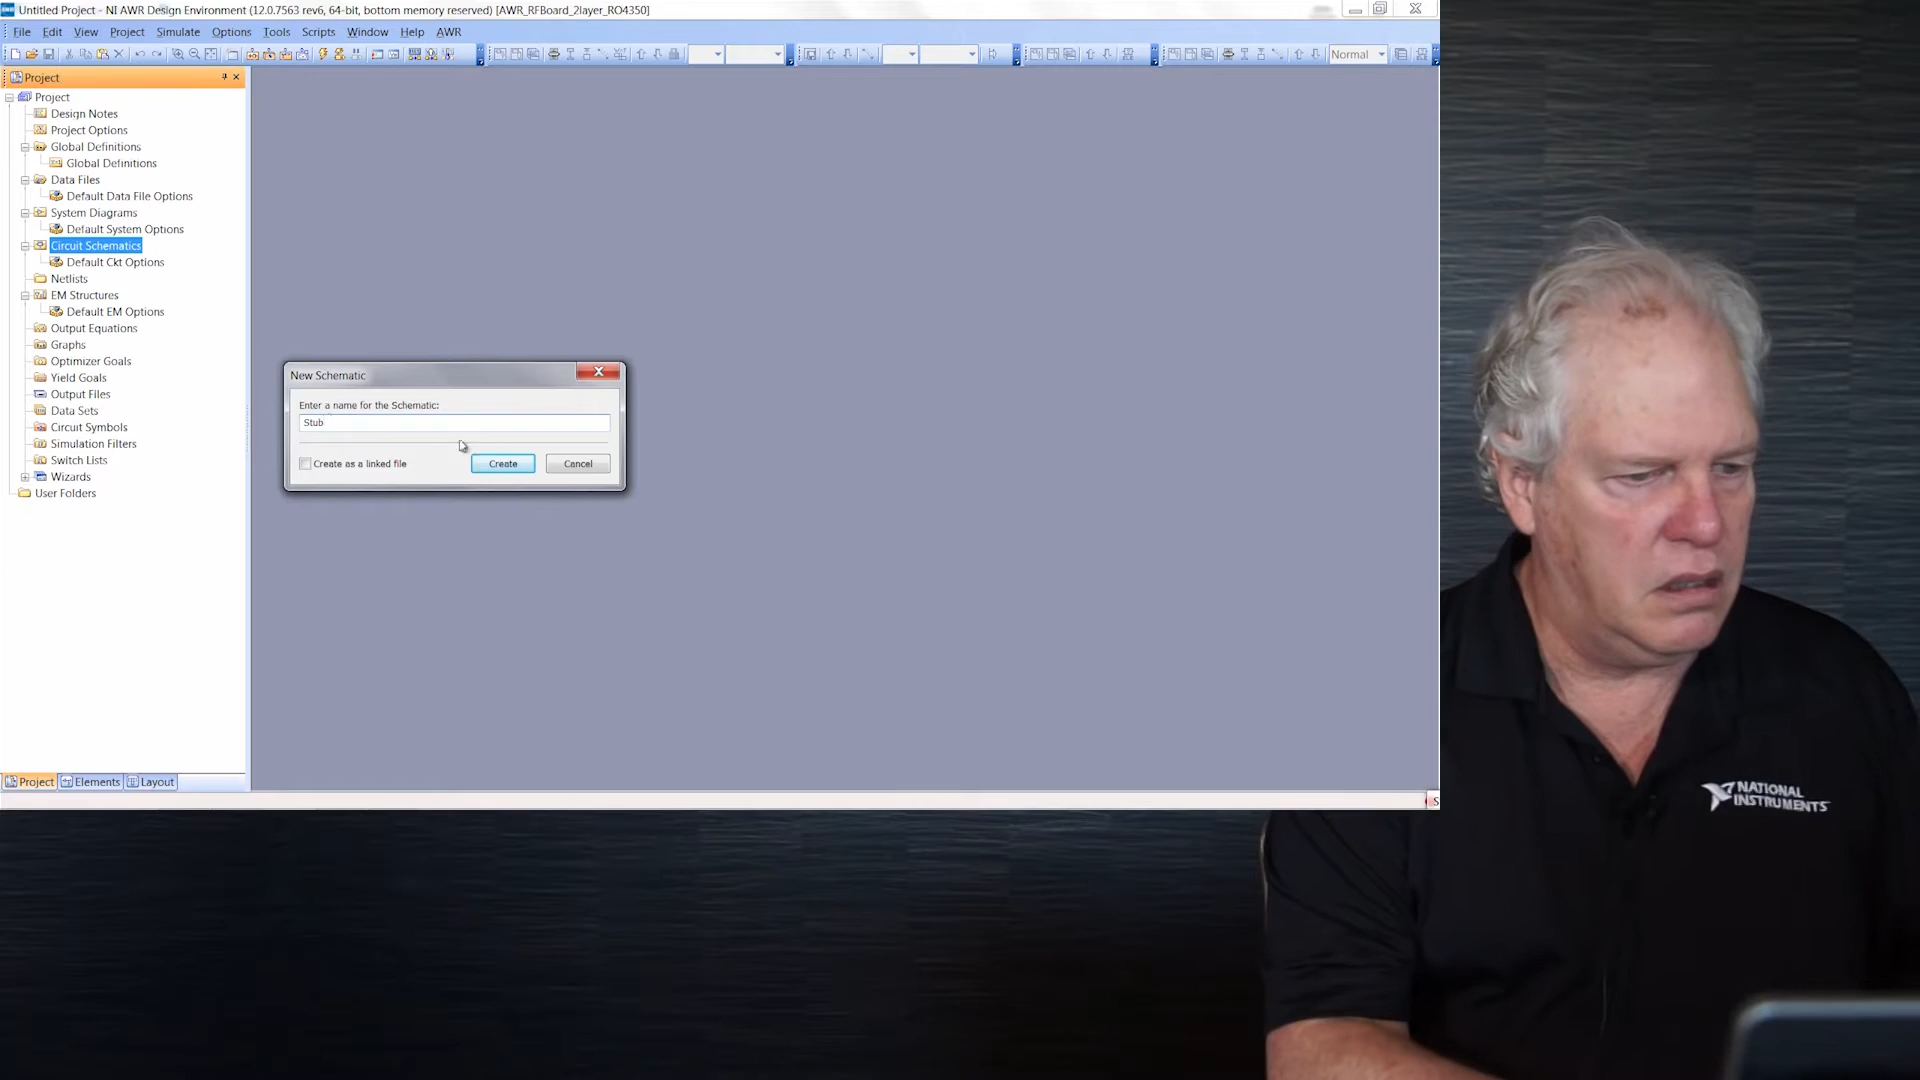 Untitled Project - NI AWR Design Environment (12.0.7563 rev6, 64-bit, bottom memory reserved) [AWR_RFBoard_2layer_RO4350]
File Edit View Project Simulate Options Tools Scripts Window Help AWR
Normal
Project
Project
Design Notes
Project Options
Global Definitions
Global Definitions
Data Files
Default Data File Options
System Diagrams
Default System Options
Circuit Schematics
Default Ckt Options
Netlists
EM Structures
Default EM Options
Output Equations
Graphs
Optimizer Goals
Yield Goals
Output Files
Data Sets
Circuit Symbols
Simulation Filters
Switch Lists
Wizards
User Folders
New Schematic
Enter a name for the Schematic:
Stub
Create as a linked file
Create
Cancel
Project Elements Layout
NATIONAL
INSTRUMENTS